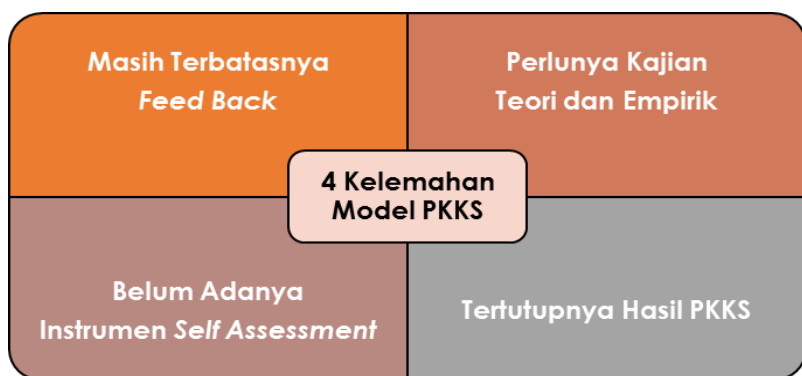 Masih Terbatasnya
Feed Back
Perlunya Kajian
Teori dan Empirik
4 Kelemahan
Model PKKS
Belum Adanya
Instrumen Self Assessment
Tertutupnya Hasil PKKS